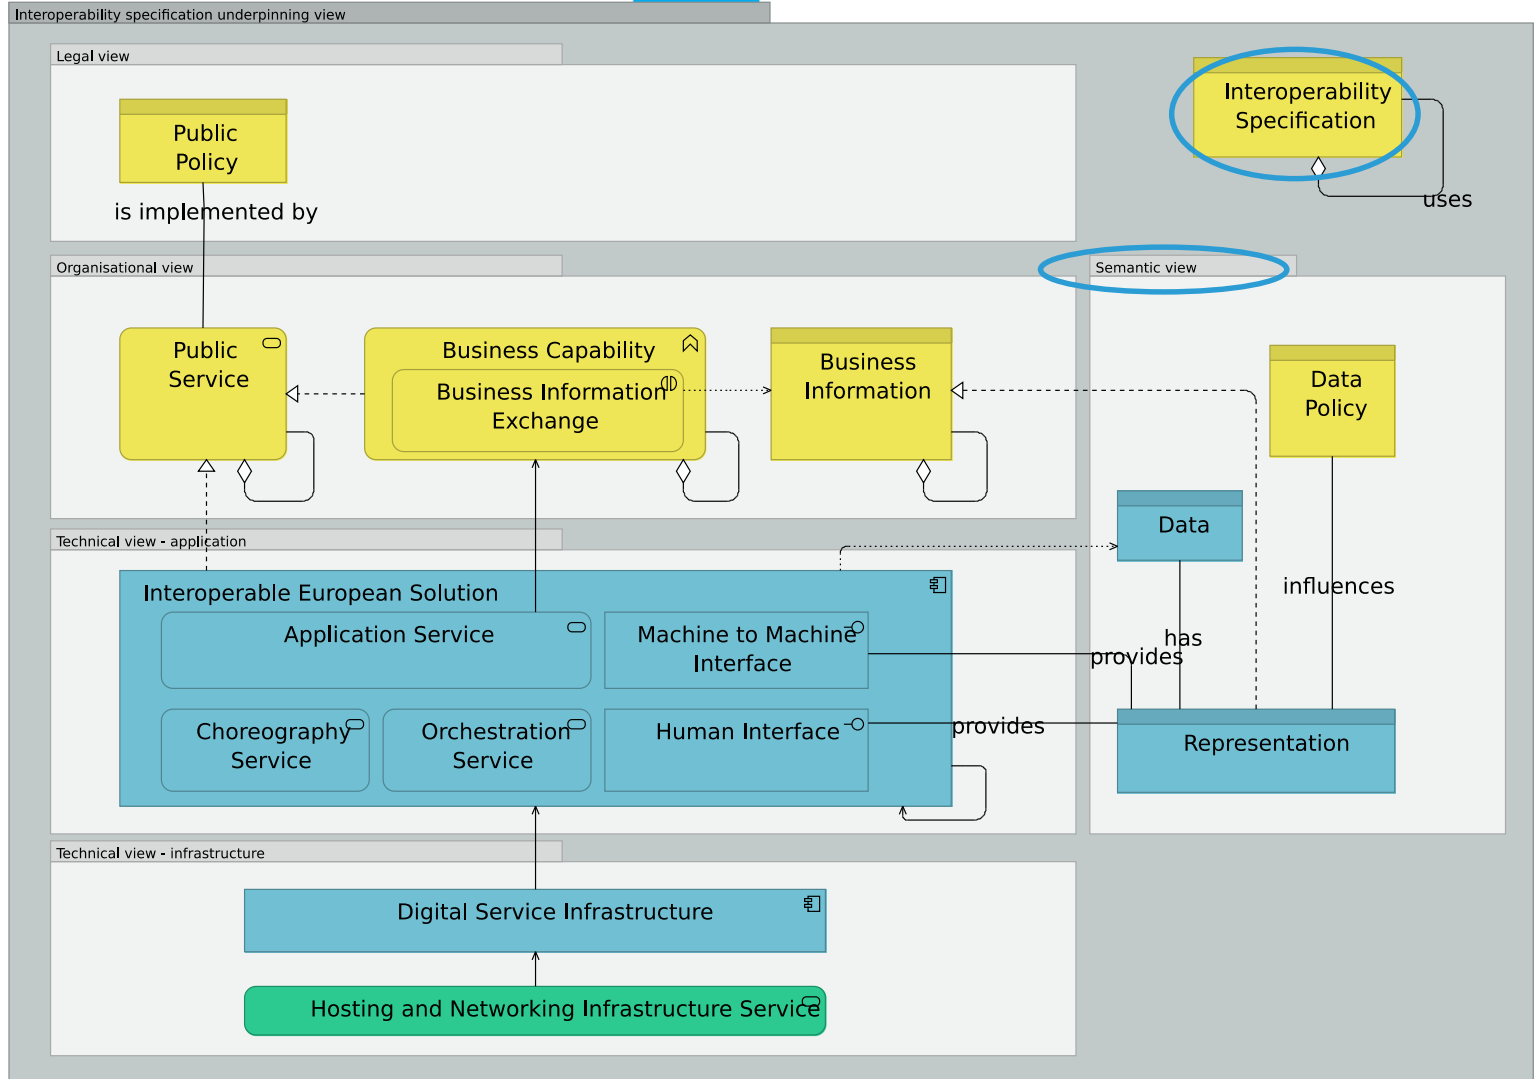 Interoperability specification underpinning view
Legal view
Interoperability
Specification
uses
Public
Policy
is implemented by
Organisational view
Semantic view
Public
Service
Business Capability
Business Information
Exchange
Business
Information
Data
Policy
Data
influences
has
provides
Technical view - application
Interoperable European Solution
Application Service
Machine to Machine
Interface
Choreography
Service
Orchestration
Service
Human Interface
provides
Representation
Technical view - infrastructure
Digital Service Infrastructure
Hosting and Networking Infrastructure Service